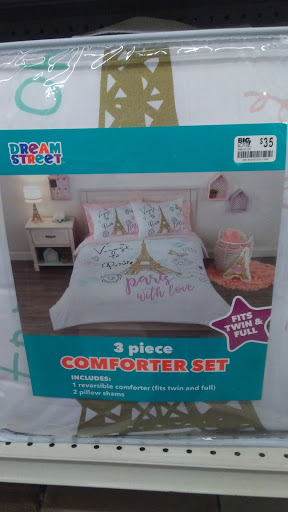 DREAM
STREET
BIG
$35
paris
with love
FITS
TWIN &
FULL
3 piece
COMFORTER SET
INCLUDES:
1 reversible comforter (fits twin and full)
2 pillow shams